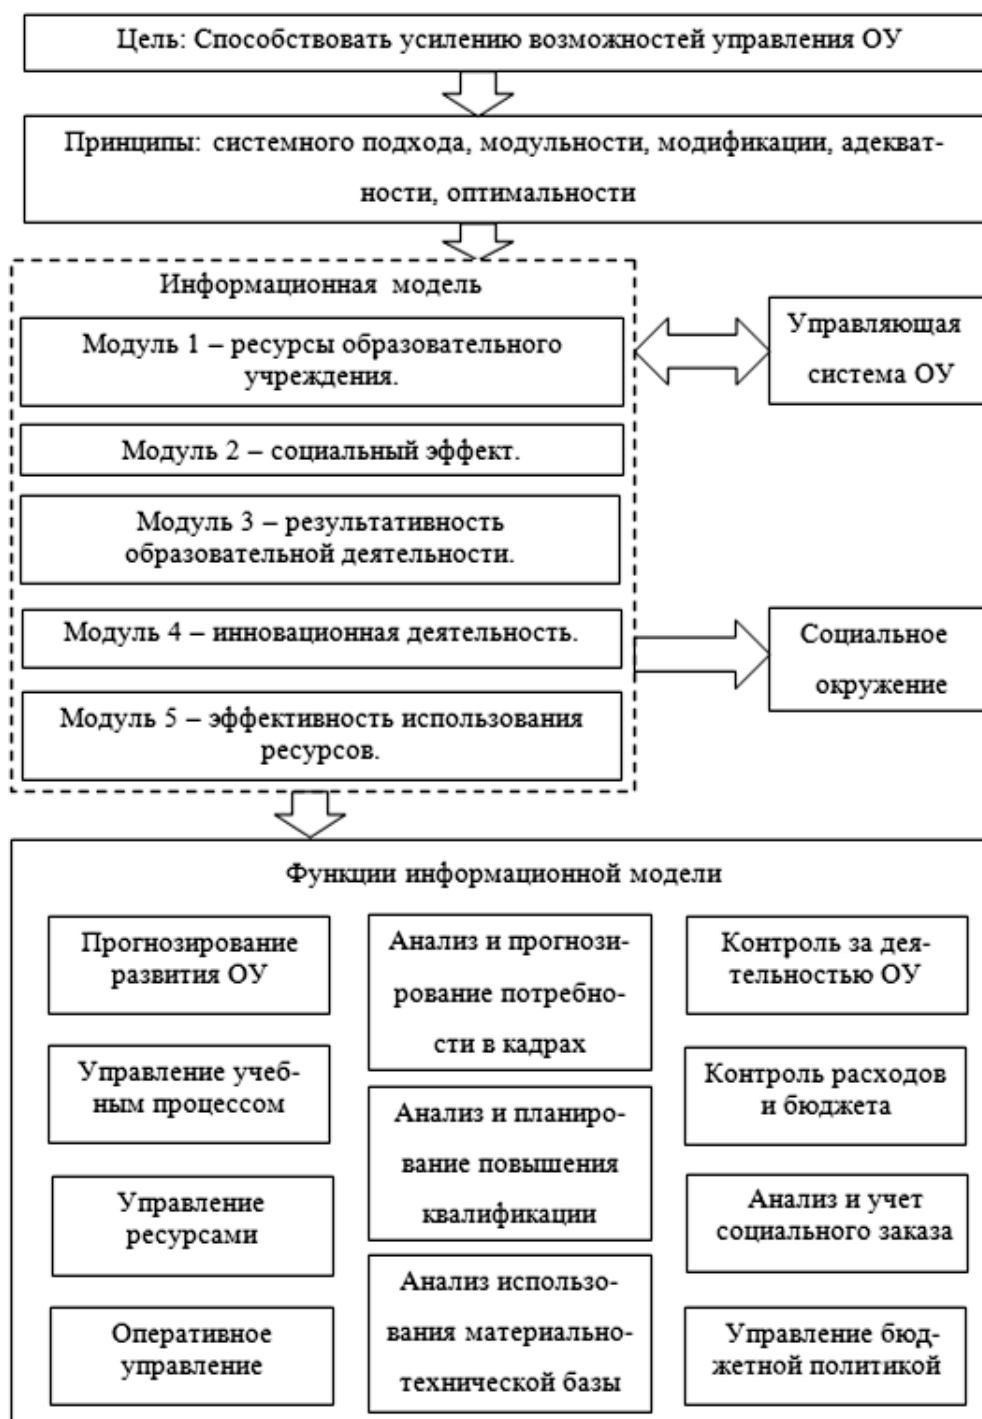 Цель: Способствовать усилению возможностей управления ОУ
Принципы: системного подхода, модульности, модификации, адекват-
ности, оптимальности
Информационная модель
Модуль 1 – ресурсы образовательного
учреждения.
Модуль 2 – социальный эффект.
Модуль 3 – результативность
образовательной деятельности.
Модуль 4 – инновационная деятельность.
Модуль 5 – эффективность использования
ресурсов.
Управляющая
система ОУ
Социальное
окружение
Функции информационной модели
Прогнозирование
развития ОУ
Управление учеб-
ным процессом
Управление
ресурсами
Оперативное
управление
Анализ и прогнози-
рование потребно-
сти в кадрах
Анализ и планиро-
вание повышения
квалификации
Анализ использо-
вания материально-
технической базы
Контроль за дея-
тельностью ОУ
Контроль расходов
и бюджета
Анализ и учет
социального заказа
Управление бюд-
жетной политикой